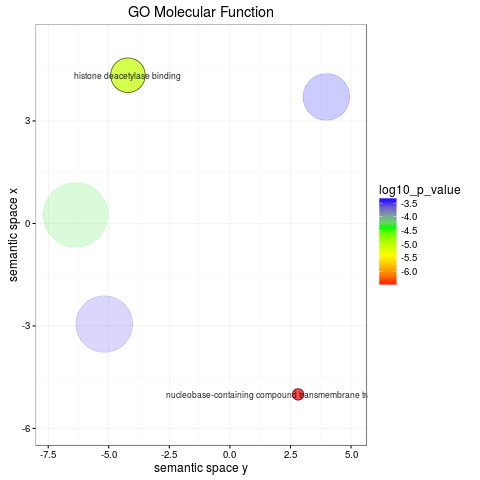 GO Molecular Function
histone deacetylase binding
nucleobase-containing compound transmembrane tr
semantic space x
3
0
-3
-6
-7.5 -5.0 -2.5 0.0 2.5 5.0
semantic space y
log10_p_value
-3.5
-4.0
-4.5
-5.0
-5.5
-6.0